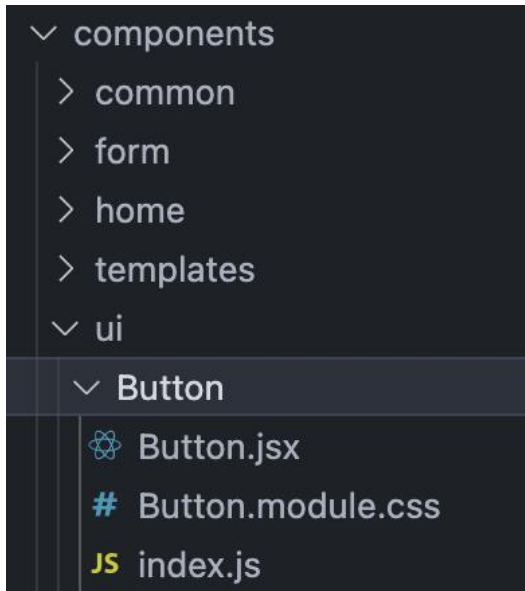 components
common
form
home
templates
ui
Button
Button.jsx
# Button.module.css
JS index.js